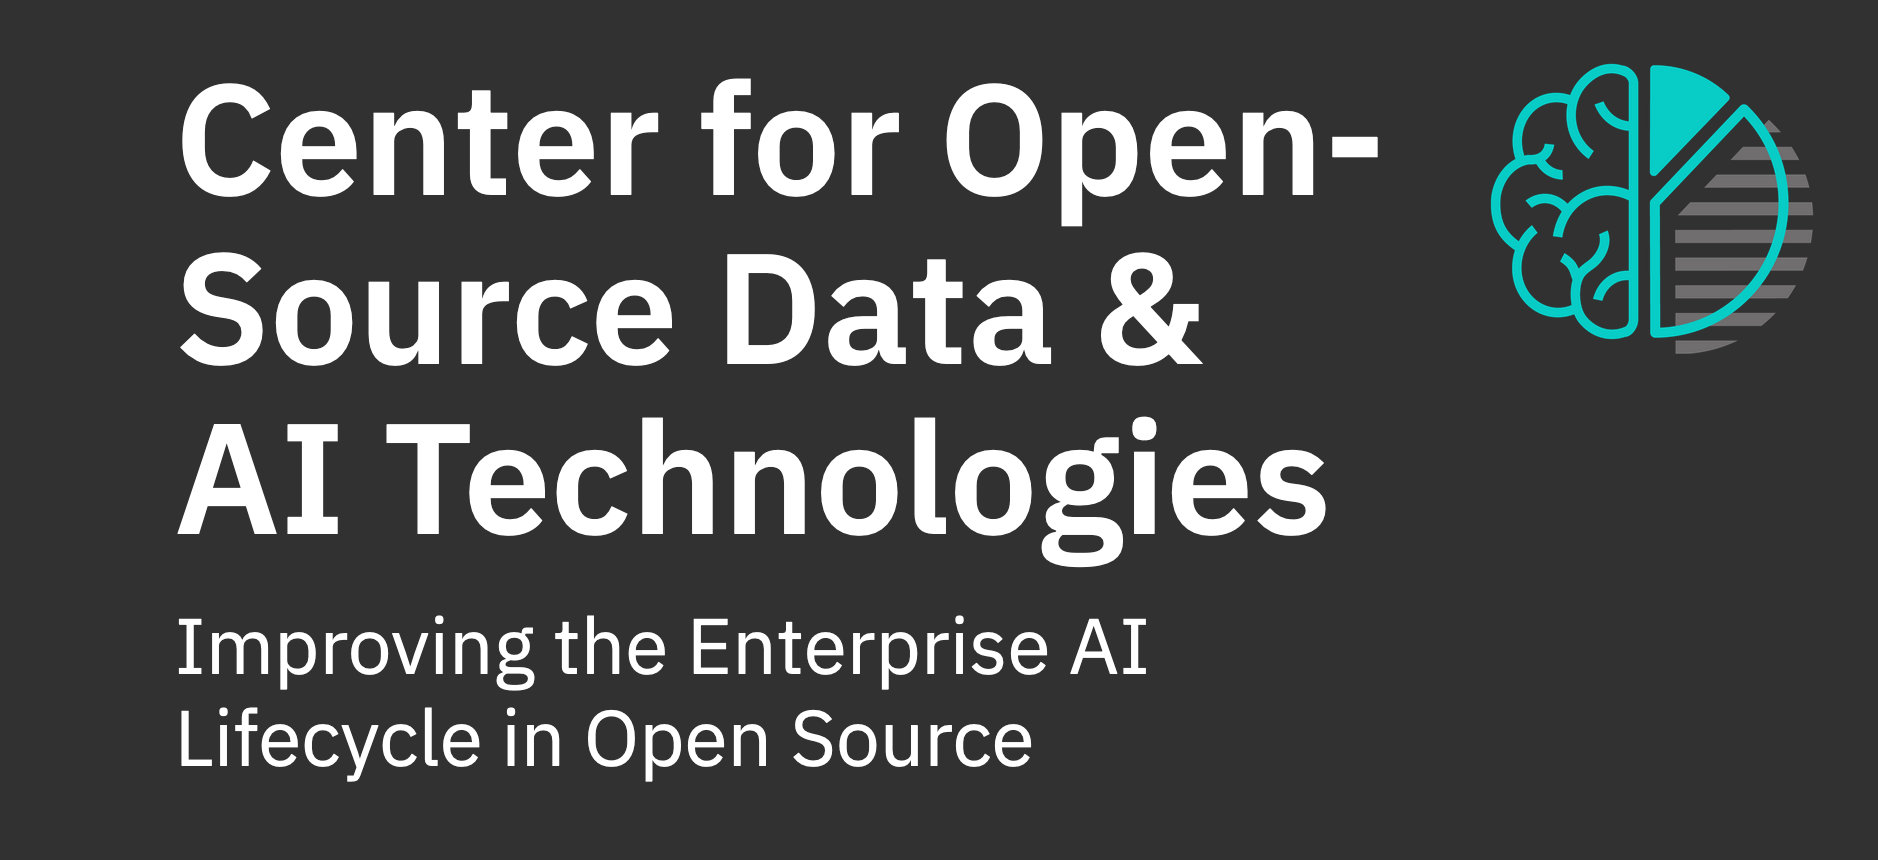 Center for Open-
Source Data &
AI Technologies
Improving the Enterprise AI
Lifecycle in Open Source